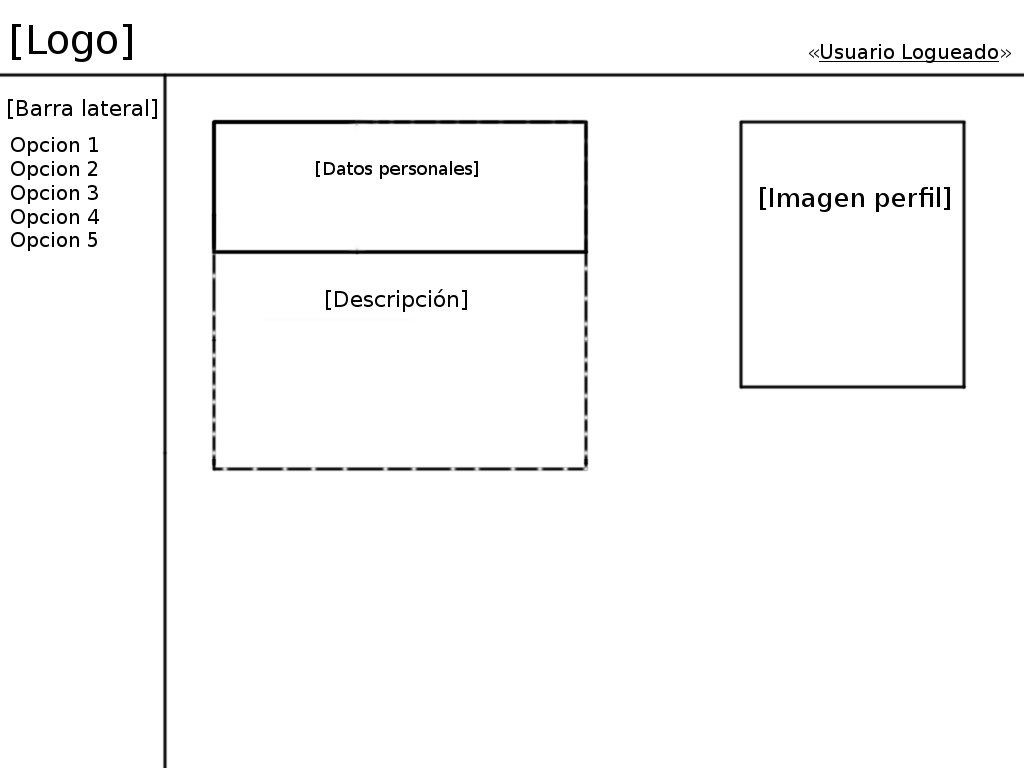 [Logo]
«Usuario Logueado»
[Barra lateral]
Opcion 1
Opcion 2
Opcion 3
Opcion 4
Opcion 5
[Datos personales]
[Descripción]
[Imagen perfil]